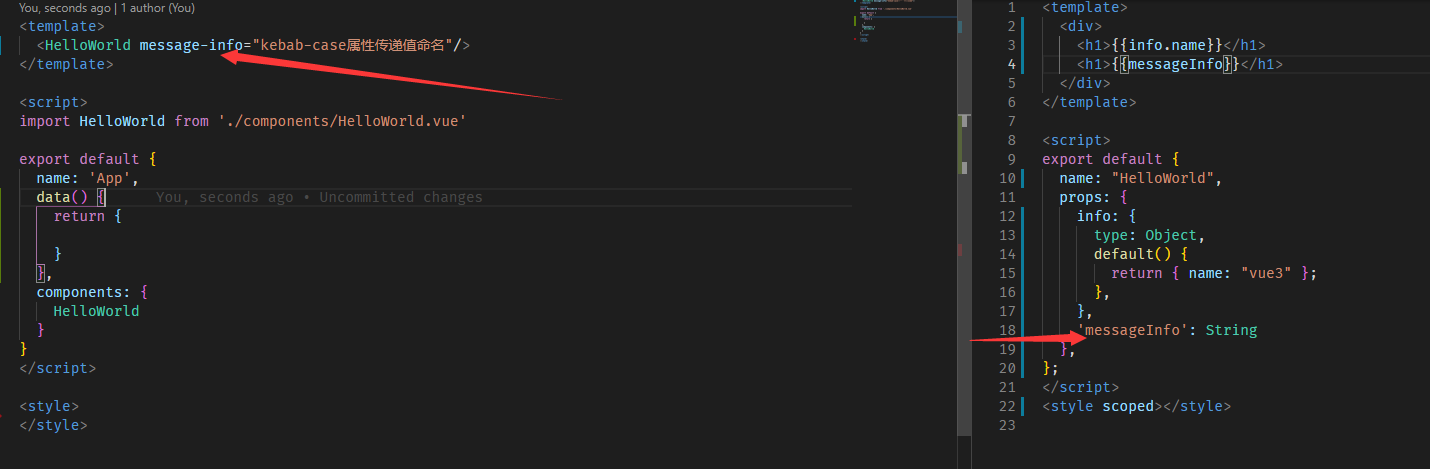 You, seconds ago | 1 author (You)
<template>
<HelloWorld message-info="kebab-case属性传递值命名"/>
</template>
<script>
import HelloWorld from './components/HelloWorld.vue'
export default {
name: 'App',
data() {    You, seconds ago • Uncommitted changes
return {
}
},
components: {
HelloWorld
}
}
</script>
<style>
</style>
1 <template>
2 <div>
3 <h1>{{info.name}}</h1>
4 <h1>{{messageInfo}}</h1>
5 </div>
6 </template>
7
8 <script>
9 export default {
10 name: "HelloWorld",
11 props: {
12 info: {
13 type: Object,
14 default() {
15 return { name: "vue3" };
16 },
17 },
18 'messageInfo': String
19 },
20 };
21 </script>
22 <style scoped></style>
23